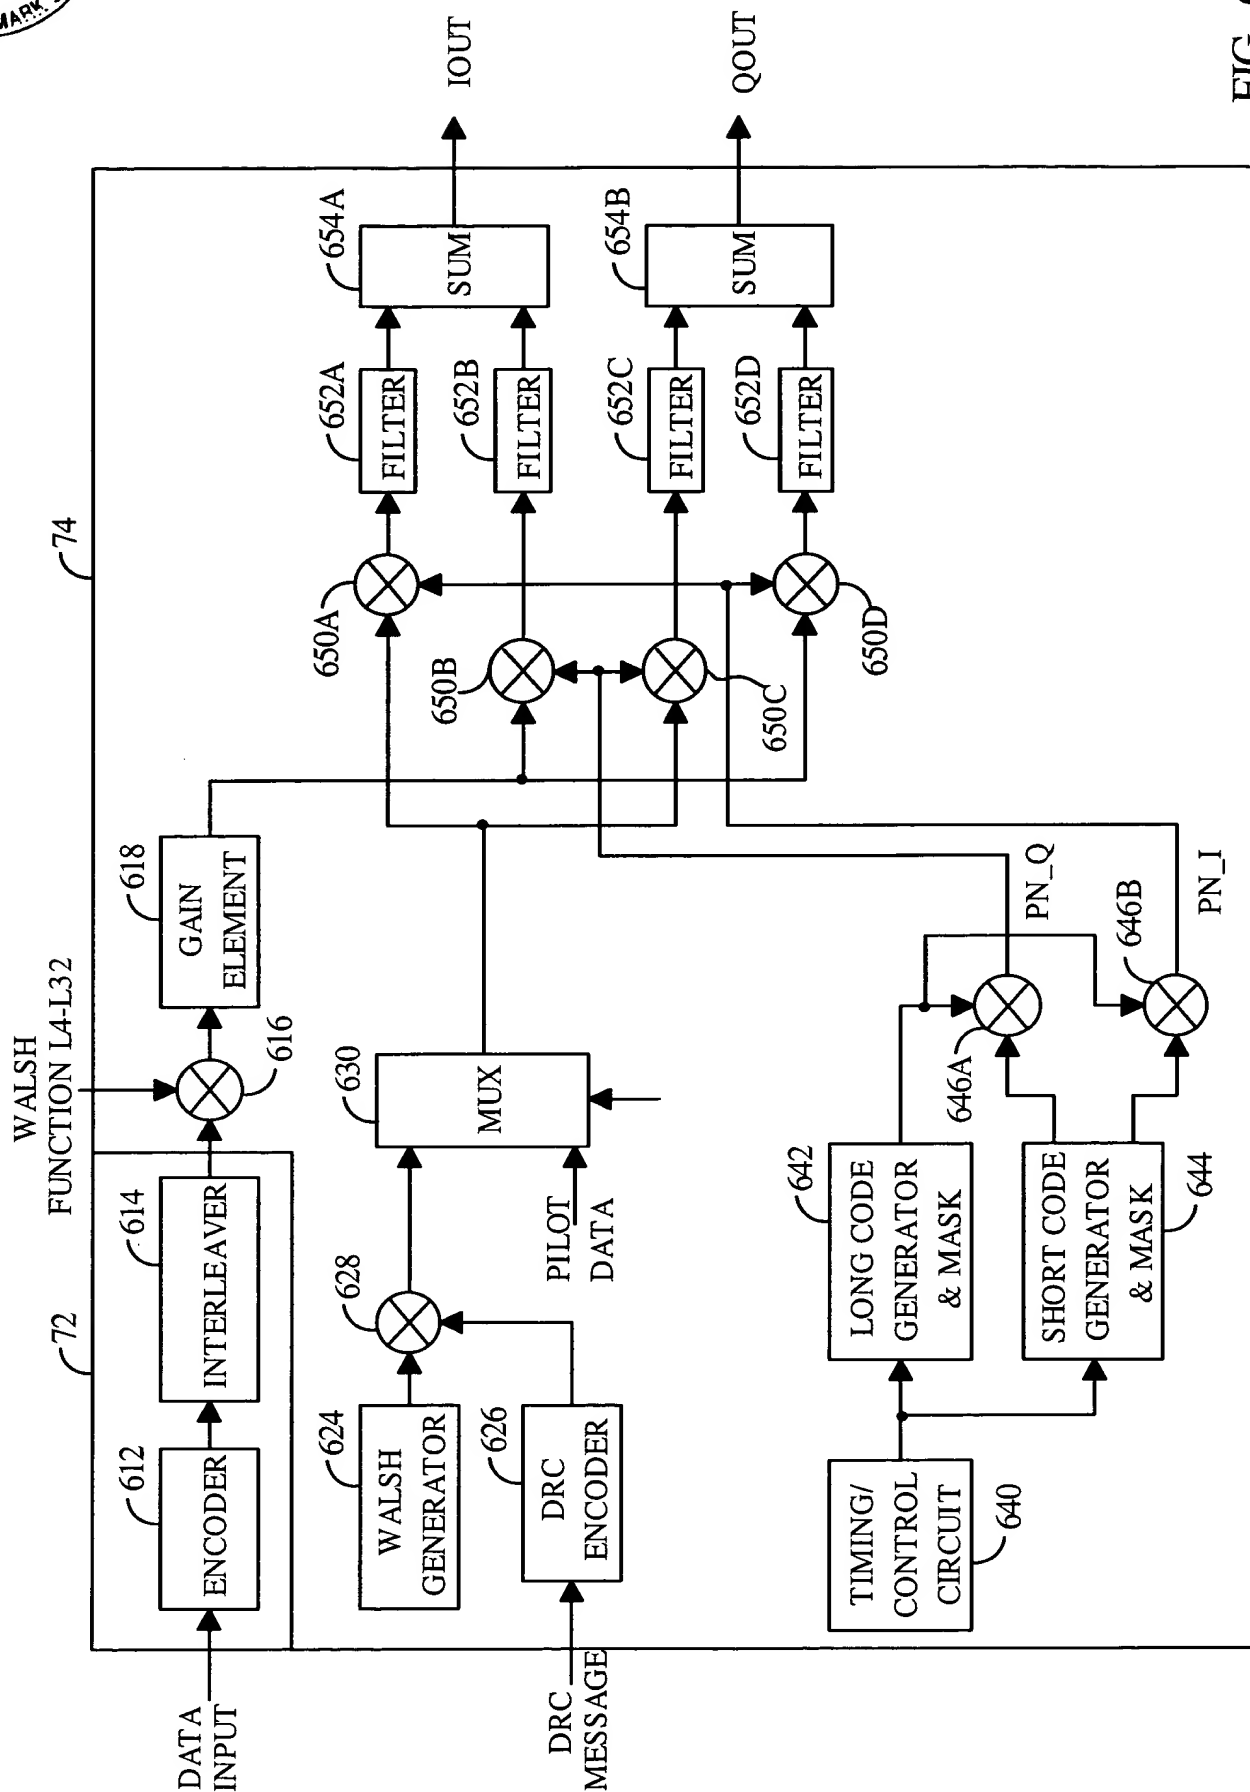 MARK
FIG.
74
72
DATA
INPUT
612
ENCODER
614
INTERLEAVER
WALSH
FUNCTION L4-L32
616
618
GAIN
ELEMENT
624
WALSH
GENERATOR
DRC
MESSAGE
626
DRC
ENCODER
628
PILOT
DATA
630
MUX
640
TIMING/
CONTROL
CIRCUIT
642
LONG CODE
GENERATOR
& MASK
644
SHORT CODE
GENERATOR
& MASK
646A
646B
PN_Q
PN_I
650A
650B
650C
650D
652A
FILTER
652B
FILTER
652C
FILTER
652D
FILTER
654A
SUM
654B
SUM
IOUT
QOUT